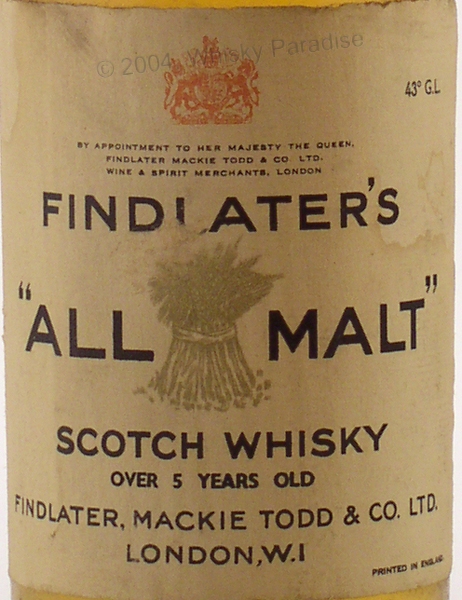 © 2004 Whisky Paradise
43° G.L.
BY APPOINTMENT TO HER MAJESTY THE QUEEN,
FINDLATER MACKIE TODD & CO. LTD.
WINE & SPIRIT MERCHANTS, LONDON
FINDLATER'S
"ALL MALT"
SCOTCH WHISKY
OVER 5 YEARS OLD
FINDLATER, MACKIE TODD & CO. LTD.
LONDON, W.I
PRINTED IN ENGLAND